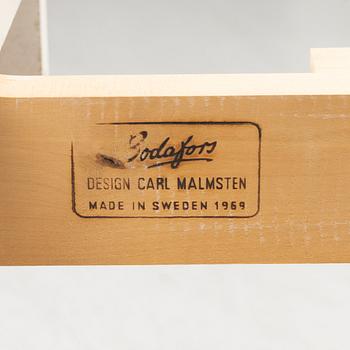 Bodafors
DESIGN CARL MALMSTEN
MADE IN SWEDEN 1969